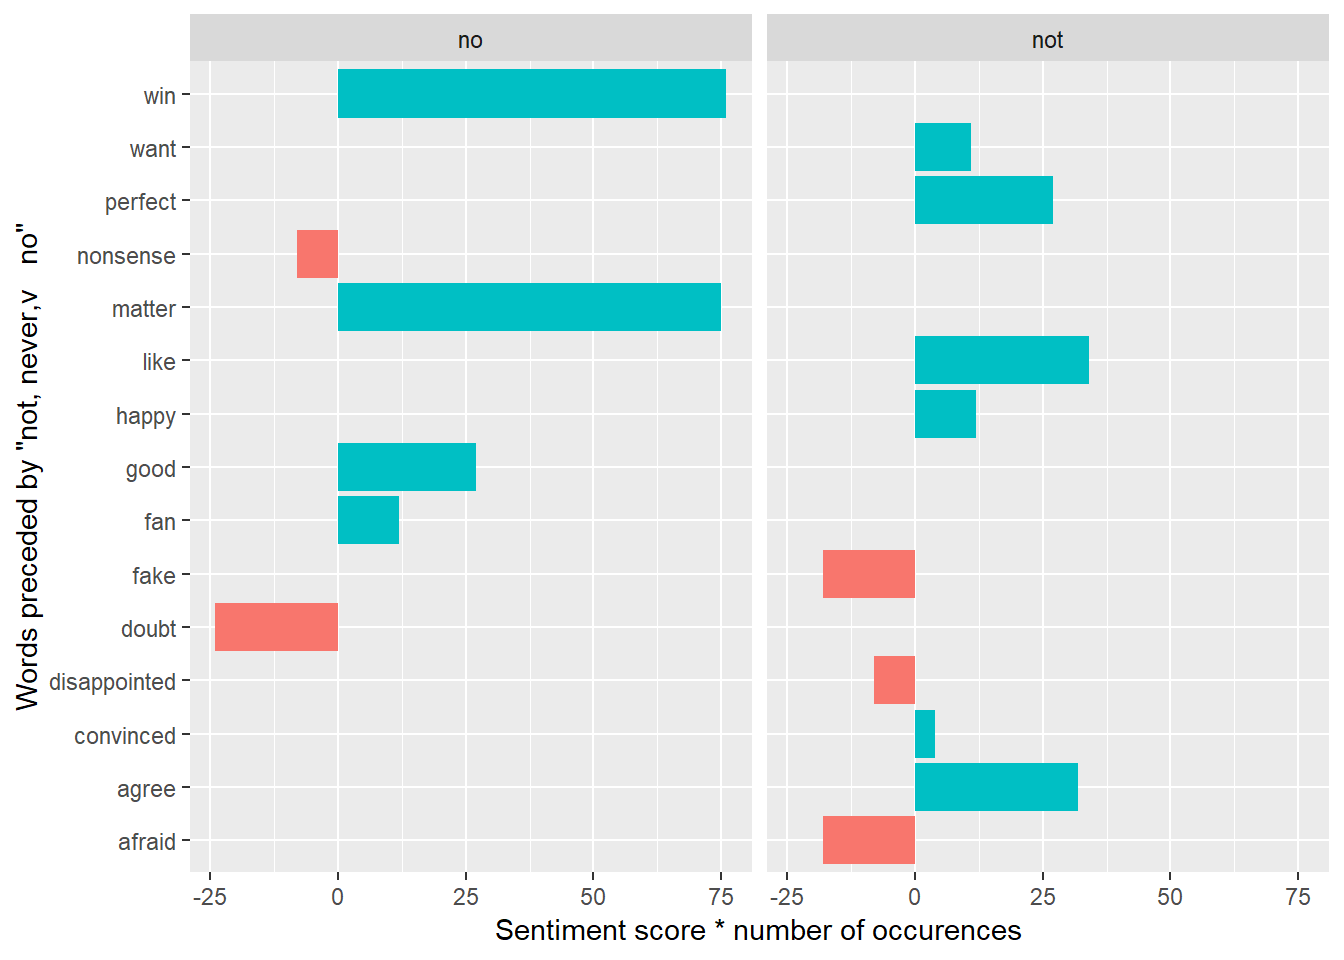 no
not
win
want
perfect
nonsense
matter
like
happy
good
fan
fake
doubt
disappointed
convinced
agree
afraid
-25 0 25 50 75
-25 0 25 50 75
Sentiment score * number of occurences
Words preceded by "not, never,v no"